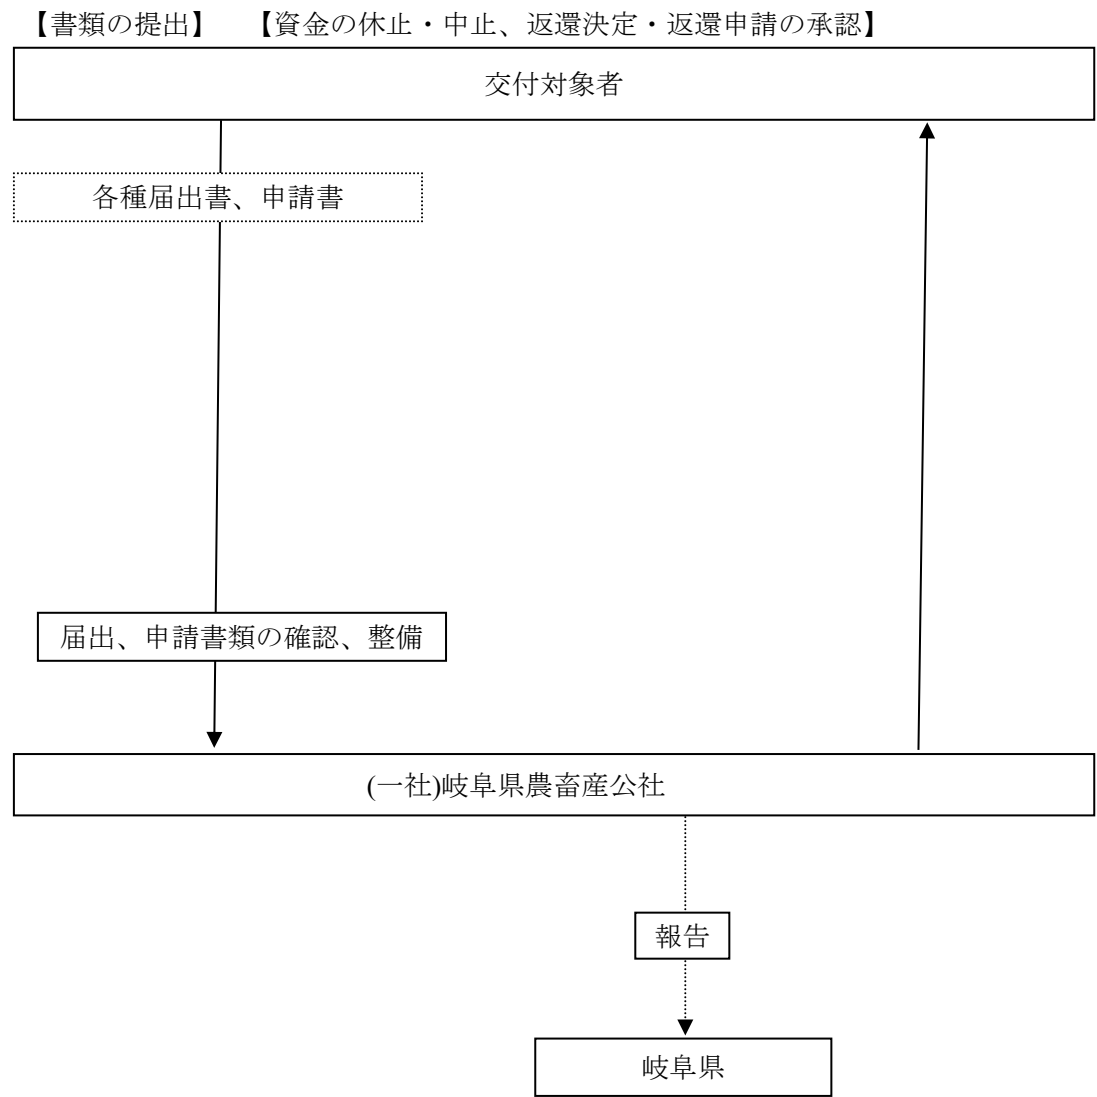 【書類の提出】　【資金の休止・中止、返還決定・返還申請の承認】
交付対象者
各種届出書、申請書
届出、申請書類の確認、整備
(一社)岐阜県農畜産公社
報告
岐阜県